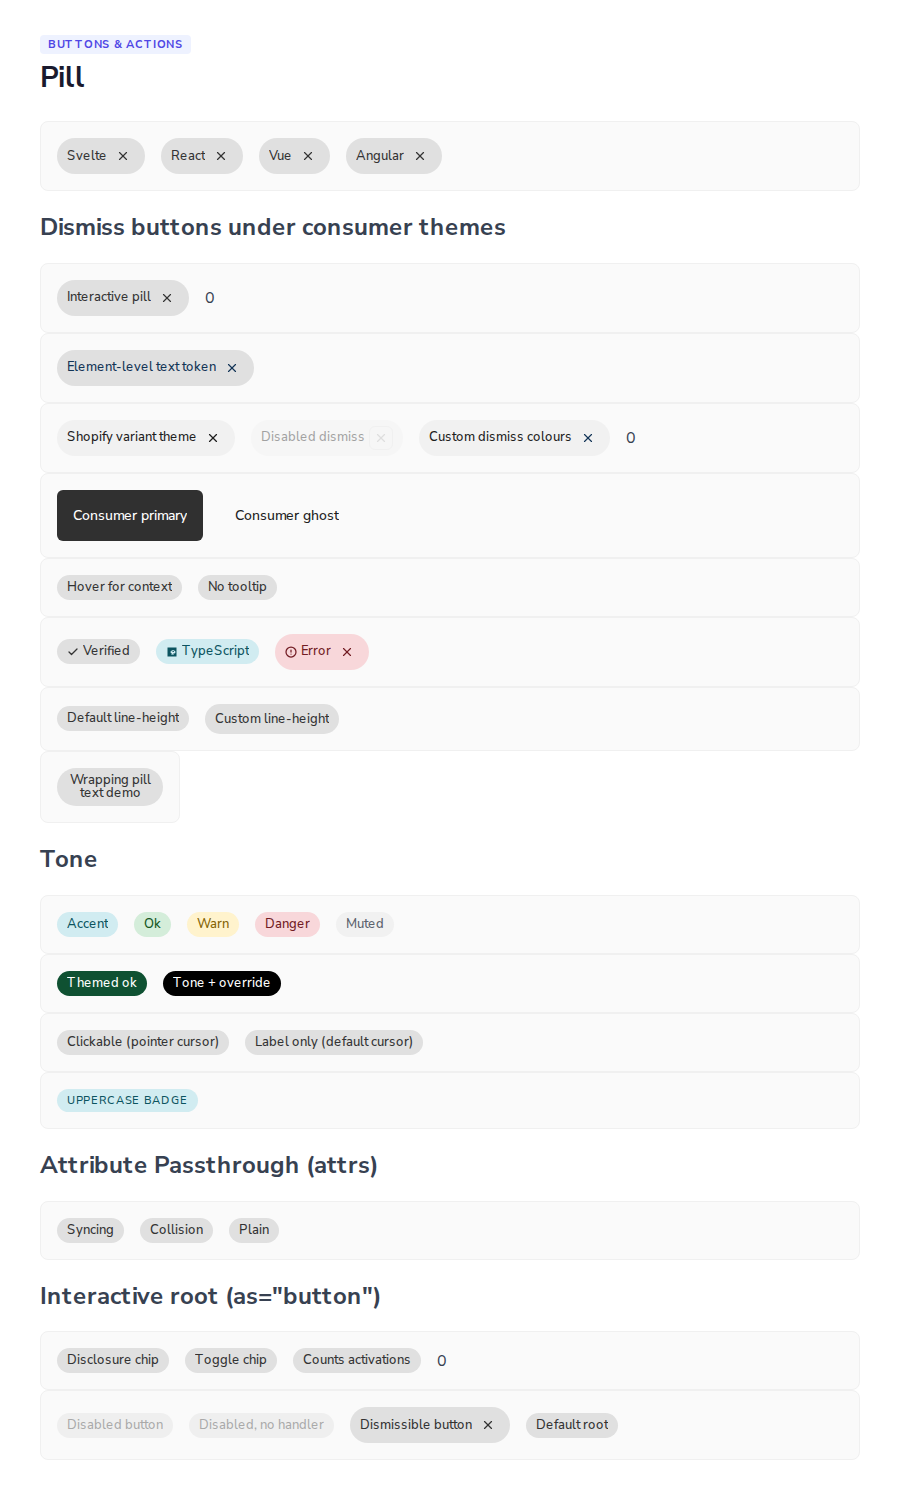 BUTTONS & ACTIONS
Pill
Svelte React Vue Angular
Dismiss buttons under consumer themes
Interactive pill 0
Element-level text token
Shopify variant theme Disabled dismiss Custom dismiss colours 0
Consumer primary Consumer ghost
Hover for context No tooltip
Verified TypeScript Error
Default line-height Custom line-height
Wrapping pill
text demo
Tone
Accent Ok Warn Danger Muted
Themed ok Tone + override
Clickable (pointer cursor) Label only (default cursor)
UPPERCASE BADGE
Attribute Passthrough (attrs)
Syncing Collision Plain
Interactive root (as="button")
Disclosure chip Toggle chip Counts activations 0
Disabled button Disabled, no handler Dismissible button Default root